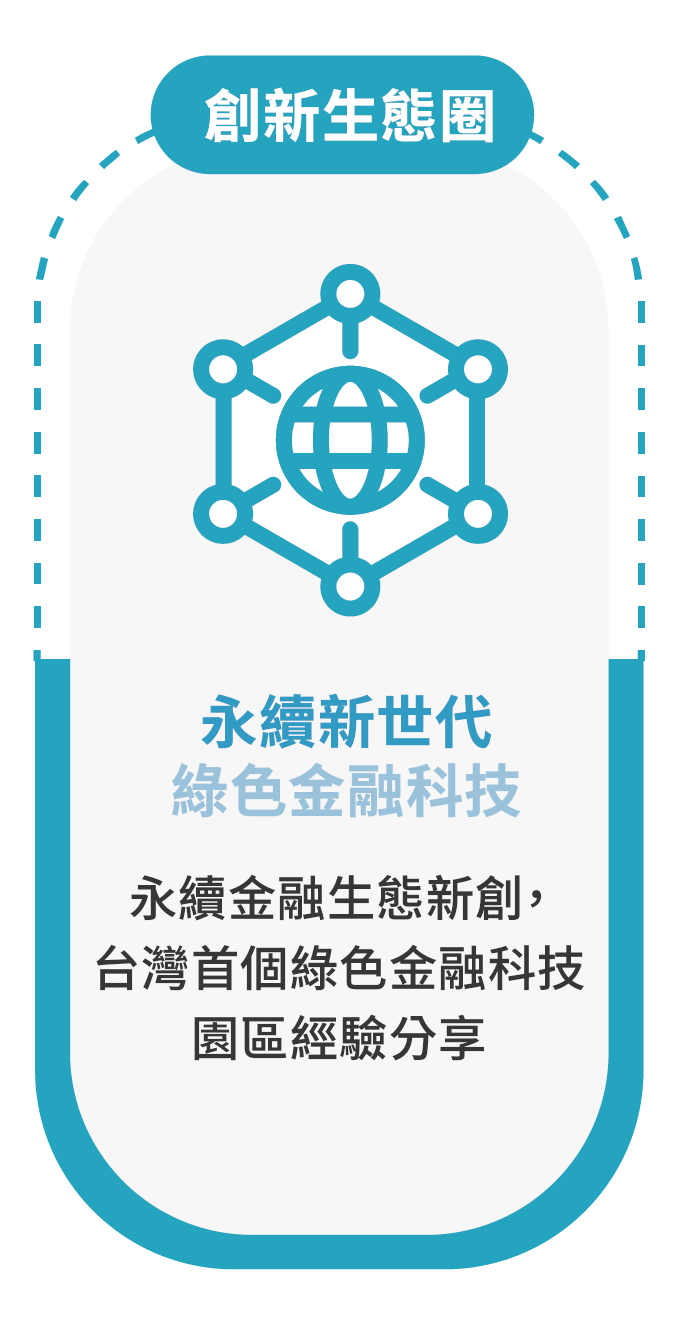 創新生態圈
永續新世代
綠色金融科技
永續金融生態新創，
台灣首個綠色金融科技
園區經驗分享